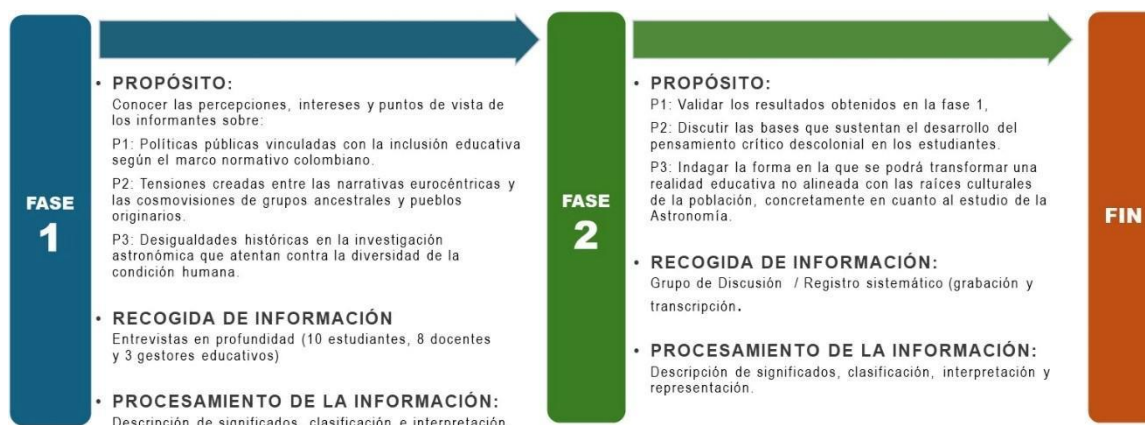 FASE
1
• PROPÓSITO:
Conocer las percepciones, intereses y puntos de vista de
los informantes sobre:
P1: Políticas públicas vinculadas con la inclusión educativa
según el marco normativo colombiano.
P2: Tensiones creadas entre las narrativas eurocéntricas y
las cosmovisiones de grupos ancestrales y pueblos
originarios.
P3: Desigualdades históricas en la investigación
astronómica que atentan contra la diversidad de la
condición humana.
• RECOGIDA DE INFORMACIÓN
Entrevistas en profundidad (10 estudiantes, 8 docentes
y 3 gestores educativos)
• PROCESAMIENTO DE LA INFORMACIÓN:
Descripción de significados, clasificación e interpretación
FASE
2
• PROPÓSITO:
P1: Validar los resultados obtenidos en la fase 1,
P2: Discutir las bases que sustentan el desarrollo del
pensamiento crítico descolonial en los estudiantes.
P3: Indagar la forma en la que se podrá transformar una
realidad educativa no alineada con las raíces culturales
de la población, concretamente en cuanto al estudio de la
Astronomía.
• RECOGIDA DE INFORMACIÓN:
Grupo de Discusión / Registro sistemático (grabación y
transcripción.
• PROCESAMIENTO DE LA INFORMACIÓN:
Descripción de significados, clasificación, interpretación y
representación.
FIN